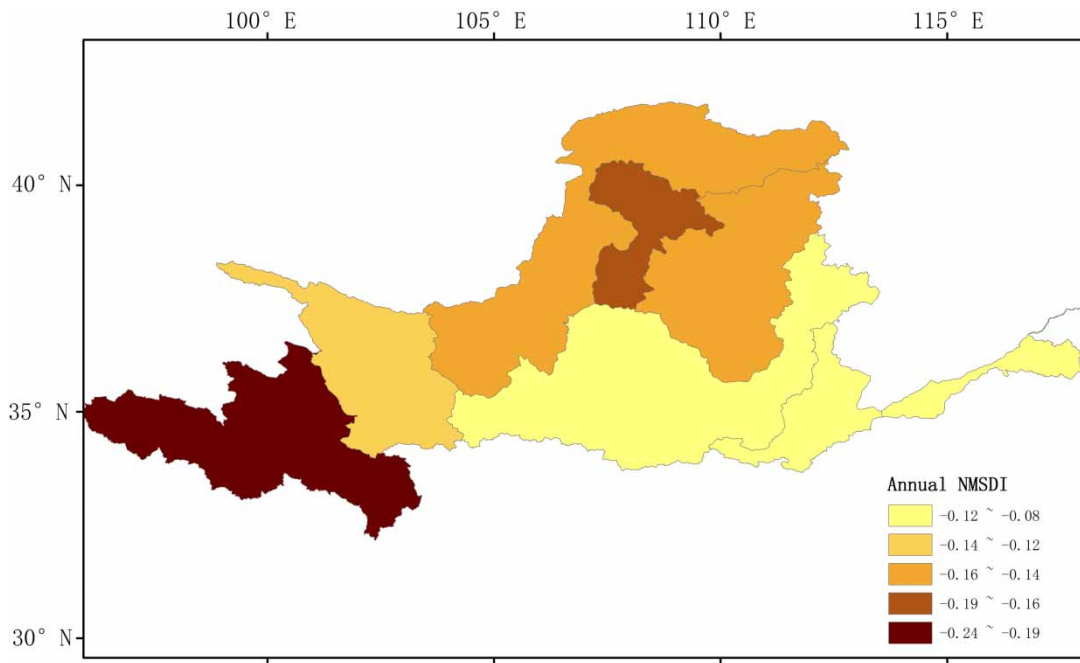 100° E 105° E 110° E 115° E
40° N
35° N
30° N
Annual NMSDI
-0.12 ~ -0.08
-0.14 ~ -0.12
-0.16 ~ -0.14
-0.19 ~ -0.16
-0.24 ~ -0.19